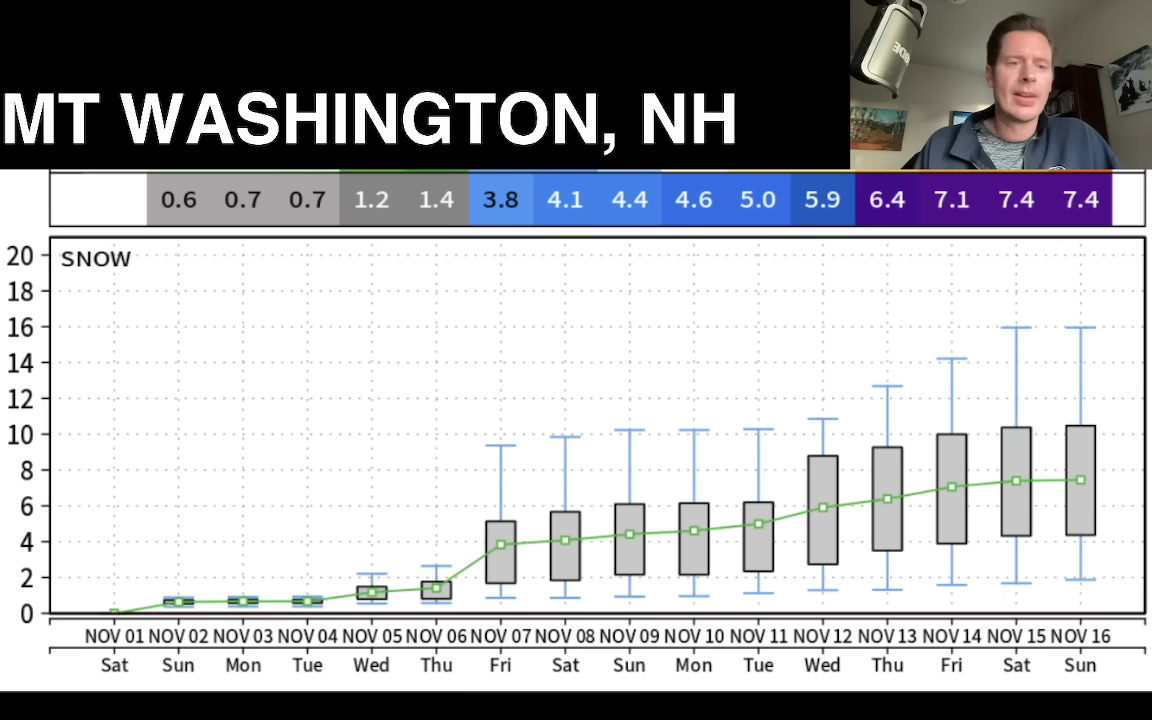 MT WASHINGTON, NH
RODE
0.6 0.7 0.7 1.2 1.4 3.8 4.1 4.4 4.6 5.0 5.9 6.4 7.1 7.4 7.4
SNOW
20
18
16
14
12
10
8
6
4
2
0
NOV 01 NOV 02 NOV 03 NOV 04 NOV 05 NOV 06 NOV 07 NOV 08 NOV 09 NOV 10 NOV 11 NOV 12 NOV 13 NOV 14 NOV 15 NOV 16
Sat Sun Mon Tue Wed Thu Fri Sat Sun Mon Tue Wed Thu Fri Sat Sun